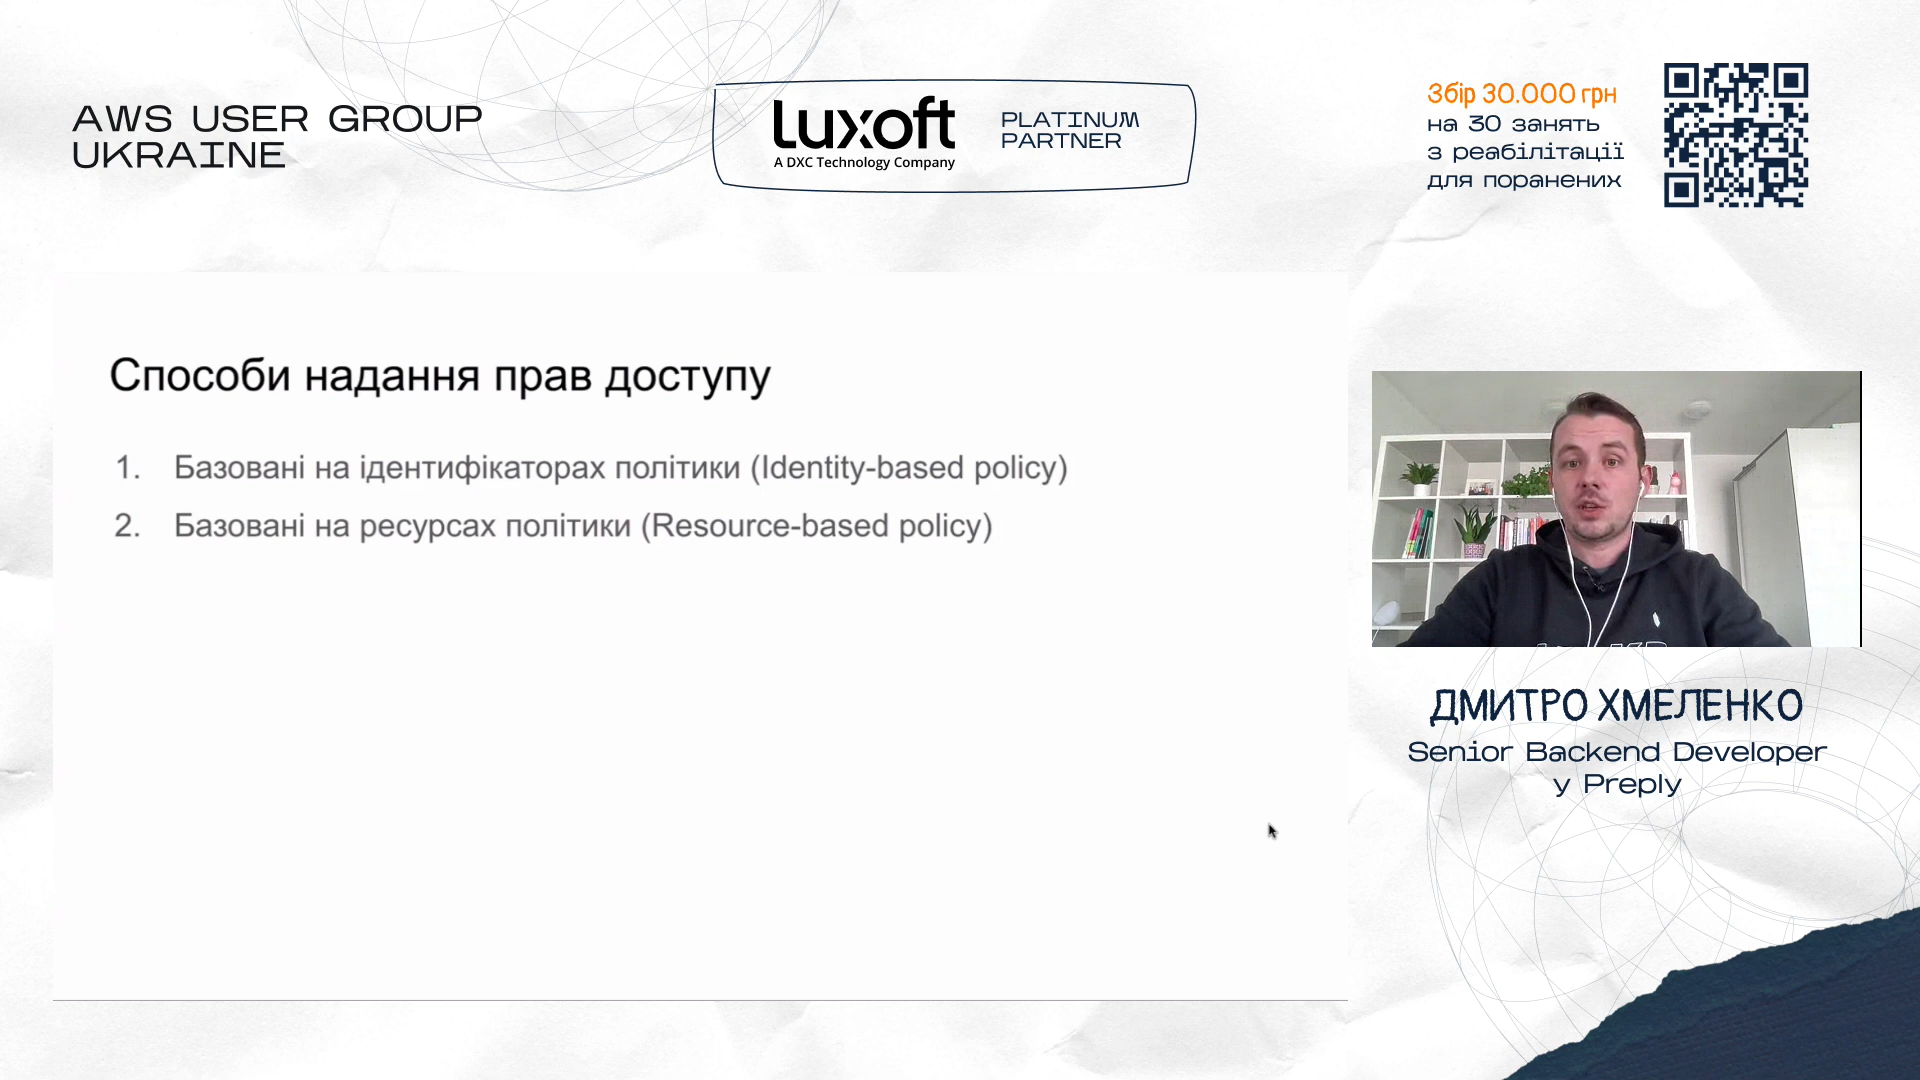 AWS USER GROUP
UKRAINE
luxoft
A DXC Technology Company
PLATINUM
PARTNER
Збір 30.000 грн
на 30 занять
з реабілітації
для поранених
Способи надання прав доступу
1. Базовані на ідентифікаторах політики (Identity-based policy)
2. Базовані на ресурсах політики (Resource-based policy)
ДМИТРО ХМЕЛЕНКО
Senior Backend Developer
у Preply